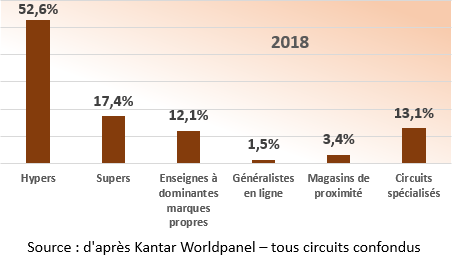 52,6%
2018
17,4%
12,1%
1,5%
3,4%
13,1%
Hypers
Supers
Enseignes à
dominantes
marques
propres
Généralistes
en ligne
Magasins de
proximité
Circuits
spécialisés
Source : d'après Kantar Worldpanel – tous circuits confondus